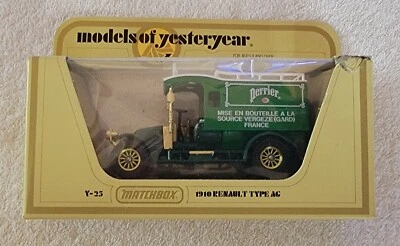 models of yesteryear
Perrier
MISE EN BOUTEILLE A LA
SOURCE VERGEZE (GARD)
FRANCE
Y-25
MATCHBOX
1910 RENAULT TYPE AG